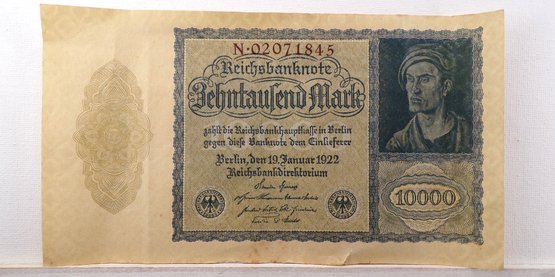 N·02071845
Reichsbanknote
Zehntausend Mark
zahlt die Reichsbankhauptkasse in Berlin
gegen diese Banknote dem Einlieferer
Berlin, den 19. Januar 1922
Reichsbankdirektorium
10000